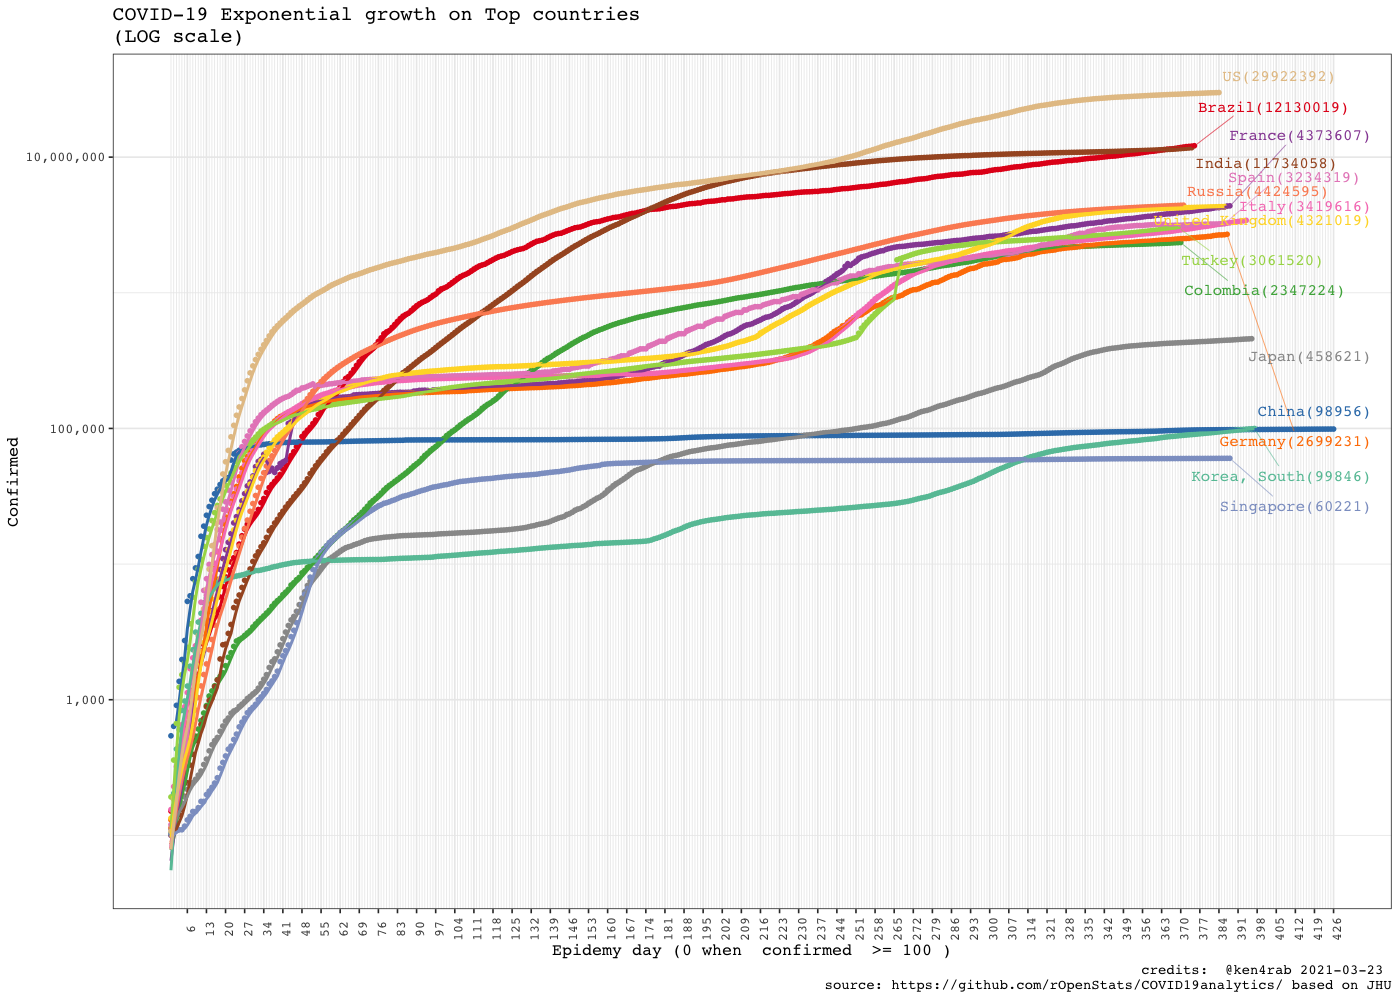 COVID-19 Exponential growth on Top countries
(LOG scale)
US(29922392)
Brazil(12130019)
France(4373607)
India(11734058)
Spain(3234319)
Russia(4424595)
Italy(3419616)
United Kingdom(4321019)
Turkey(3061520)
Colombia(2347224)
Japan(458621)
China(98956)
Germany(2699231)
Korea, South(99846)
Singapore(60221)
10,000,000
100,000
1,000
Confirmed
6 13 20 27 34 41 48 55 62 69 76 83 90 97 104 111 118 125 132 139 146 153 160 167 174 181 188 195 202 209 216 223 230 237 244 251 258 265 272 279 286 293 300 307 314 321 328 335 342 349 356 363 370 377 384 391 398 405 412 419 426
Epidemy day (0 when  confirmed  >= 100 )
credits:  @ken4rab 2021-03-23
source: https://github.com/rOpenStats/COVID19analytics/ based on JHU